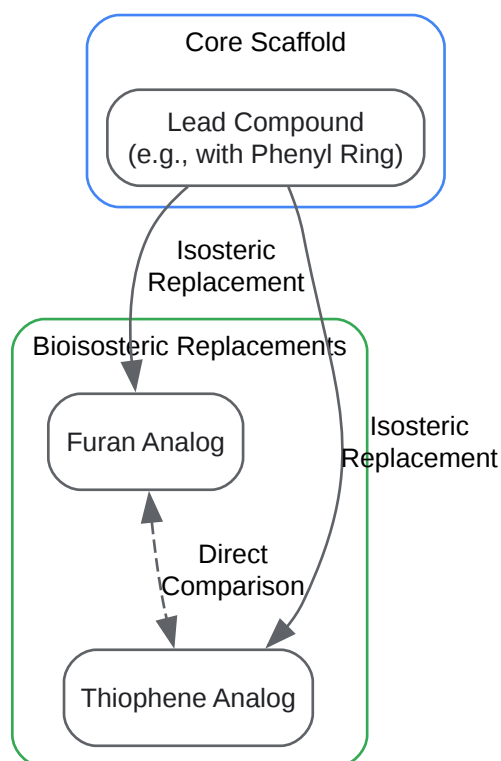 Core Scaffold
Lead Compound
(e.g., with Phenyl Ring)
Isosteric
Replacement
Bioisosteric Replacements
Isosteric
Replacement
Furan Analog
Direct
Comparison
Thiophene Analog